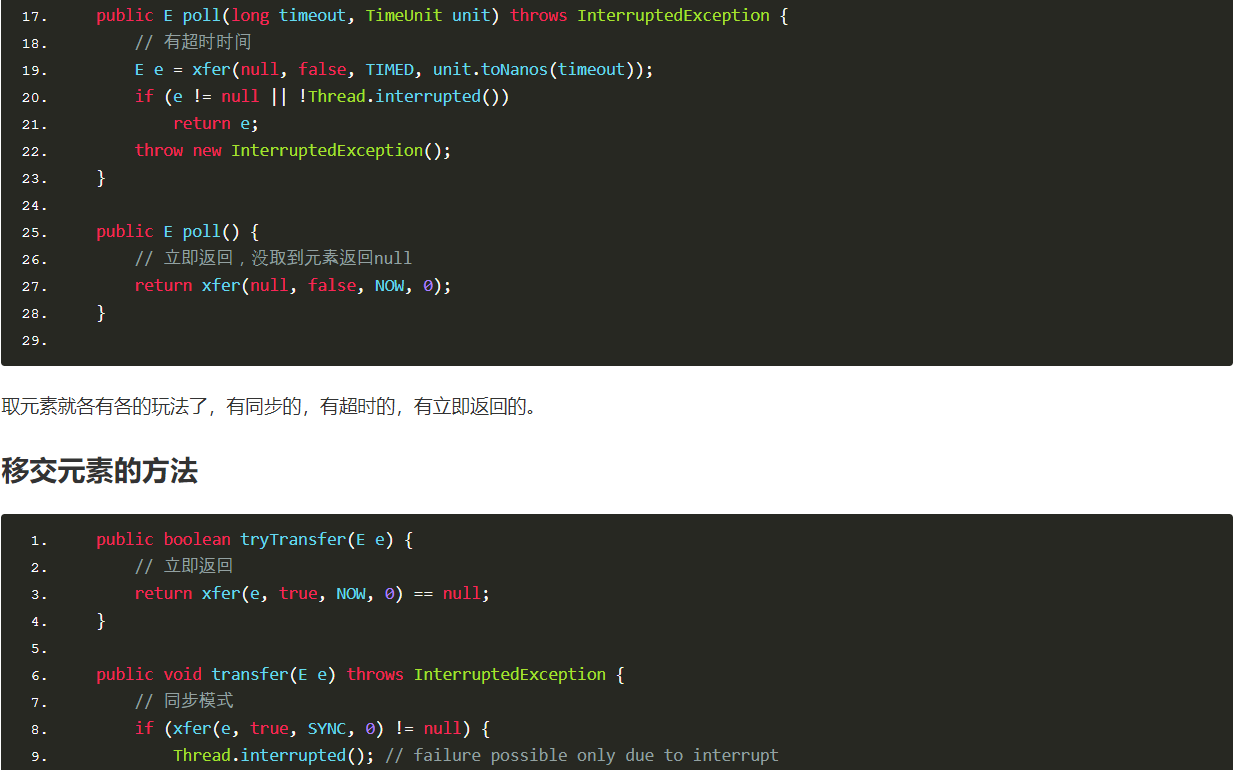 17. public E poll(long timeout, TimeUnit unit) throws InterruptedException {
18. // 有超时时间
19. E e = xfer(null, false, TIMED, unit.toNanos(timeout));
20. if (e != null || !Thread.interrupted())
21. return e;
22. throw new InterruptedException();
23. }
24.
25. public E poll() {
26. // 立即返回，没取到元素返回null
27. return xfer(null, false, NOW, 0);
28. }
29.
取元素就各有各的玩法了，有同步的，有超时的，有立即返回的。
移交元素的方法
1. public boolean tryTransfer(E e) {
2. // 立即返回
3. return xfer(e, true, NOW, 0) == null;
4. }
5.
6. public void transfer(E e) throws InterruptedException {
7. // 同步模式
8. if (xfer(e, true, SYNC, 0) != null) {
9. Thread.interrupted(); // failure possible only due to interrupt